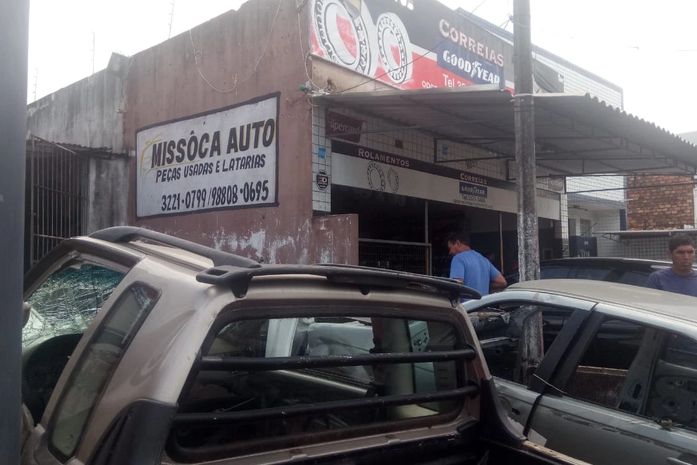 CORREIAS
GOODYEAR
MISSÔCA AUTO
PEÇAS USADAS E LATARIAS
3221-0799/98808-0695
ROLAMENTOS
CORREIAS